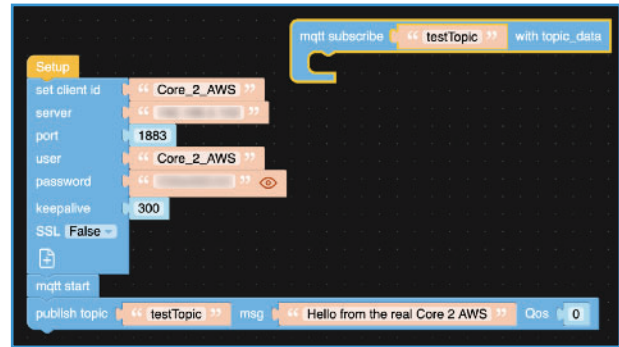 mqtt subscribe “ testTopic ” with topic_data
Setup
set client id “ Core_2_AWS ”
server “ ”
port 1883
user “ Core_2_AWS ”
password “ ”
keepalive 300
SSL False
mqtt start
publish topic “ testTopic ” msg “ Hello from the real Core 2 AWS ” Qos 0